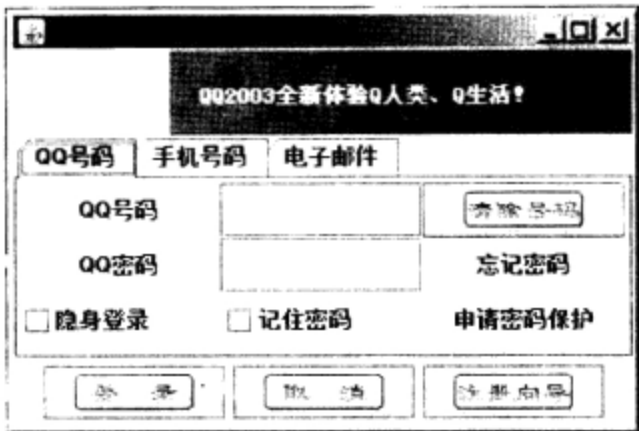 QQ2003全新体验Q人类、Q生活!
QQ号码 手机号码 电子邮件
QQ号码 清除号码
QQ密码 忘记密码
隐身登录 记住密码 申请密码保护
登 录 取 消 注册向导